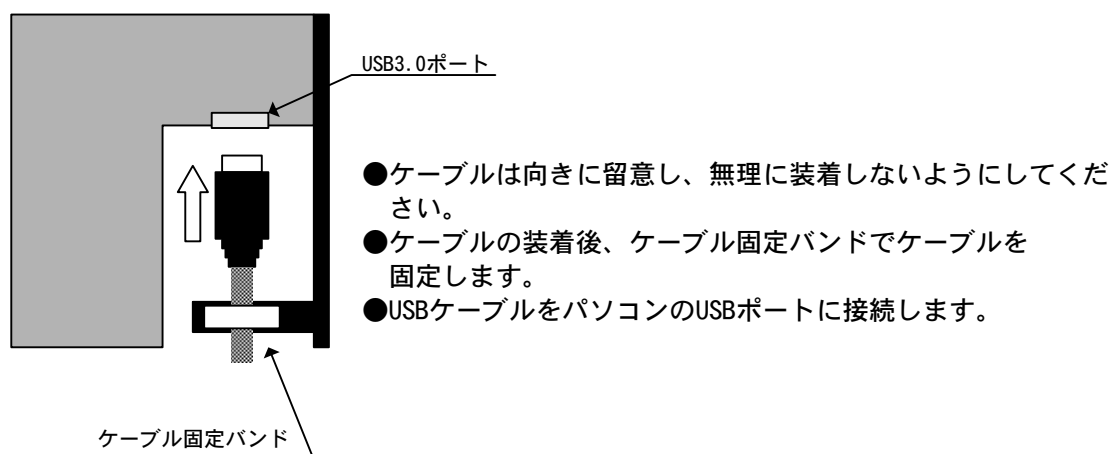 USB3.0ポート
●ケーブルは向きに留意し、無理に装着しないようにしてくだ
さい。
●ケーブルの装着後、ケーブル固定バンドでケーブルを
固定します。
●USBケーブルをパソコンのUSBポートに接続します。
ケーブル固定バンド